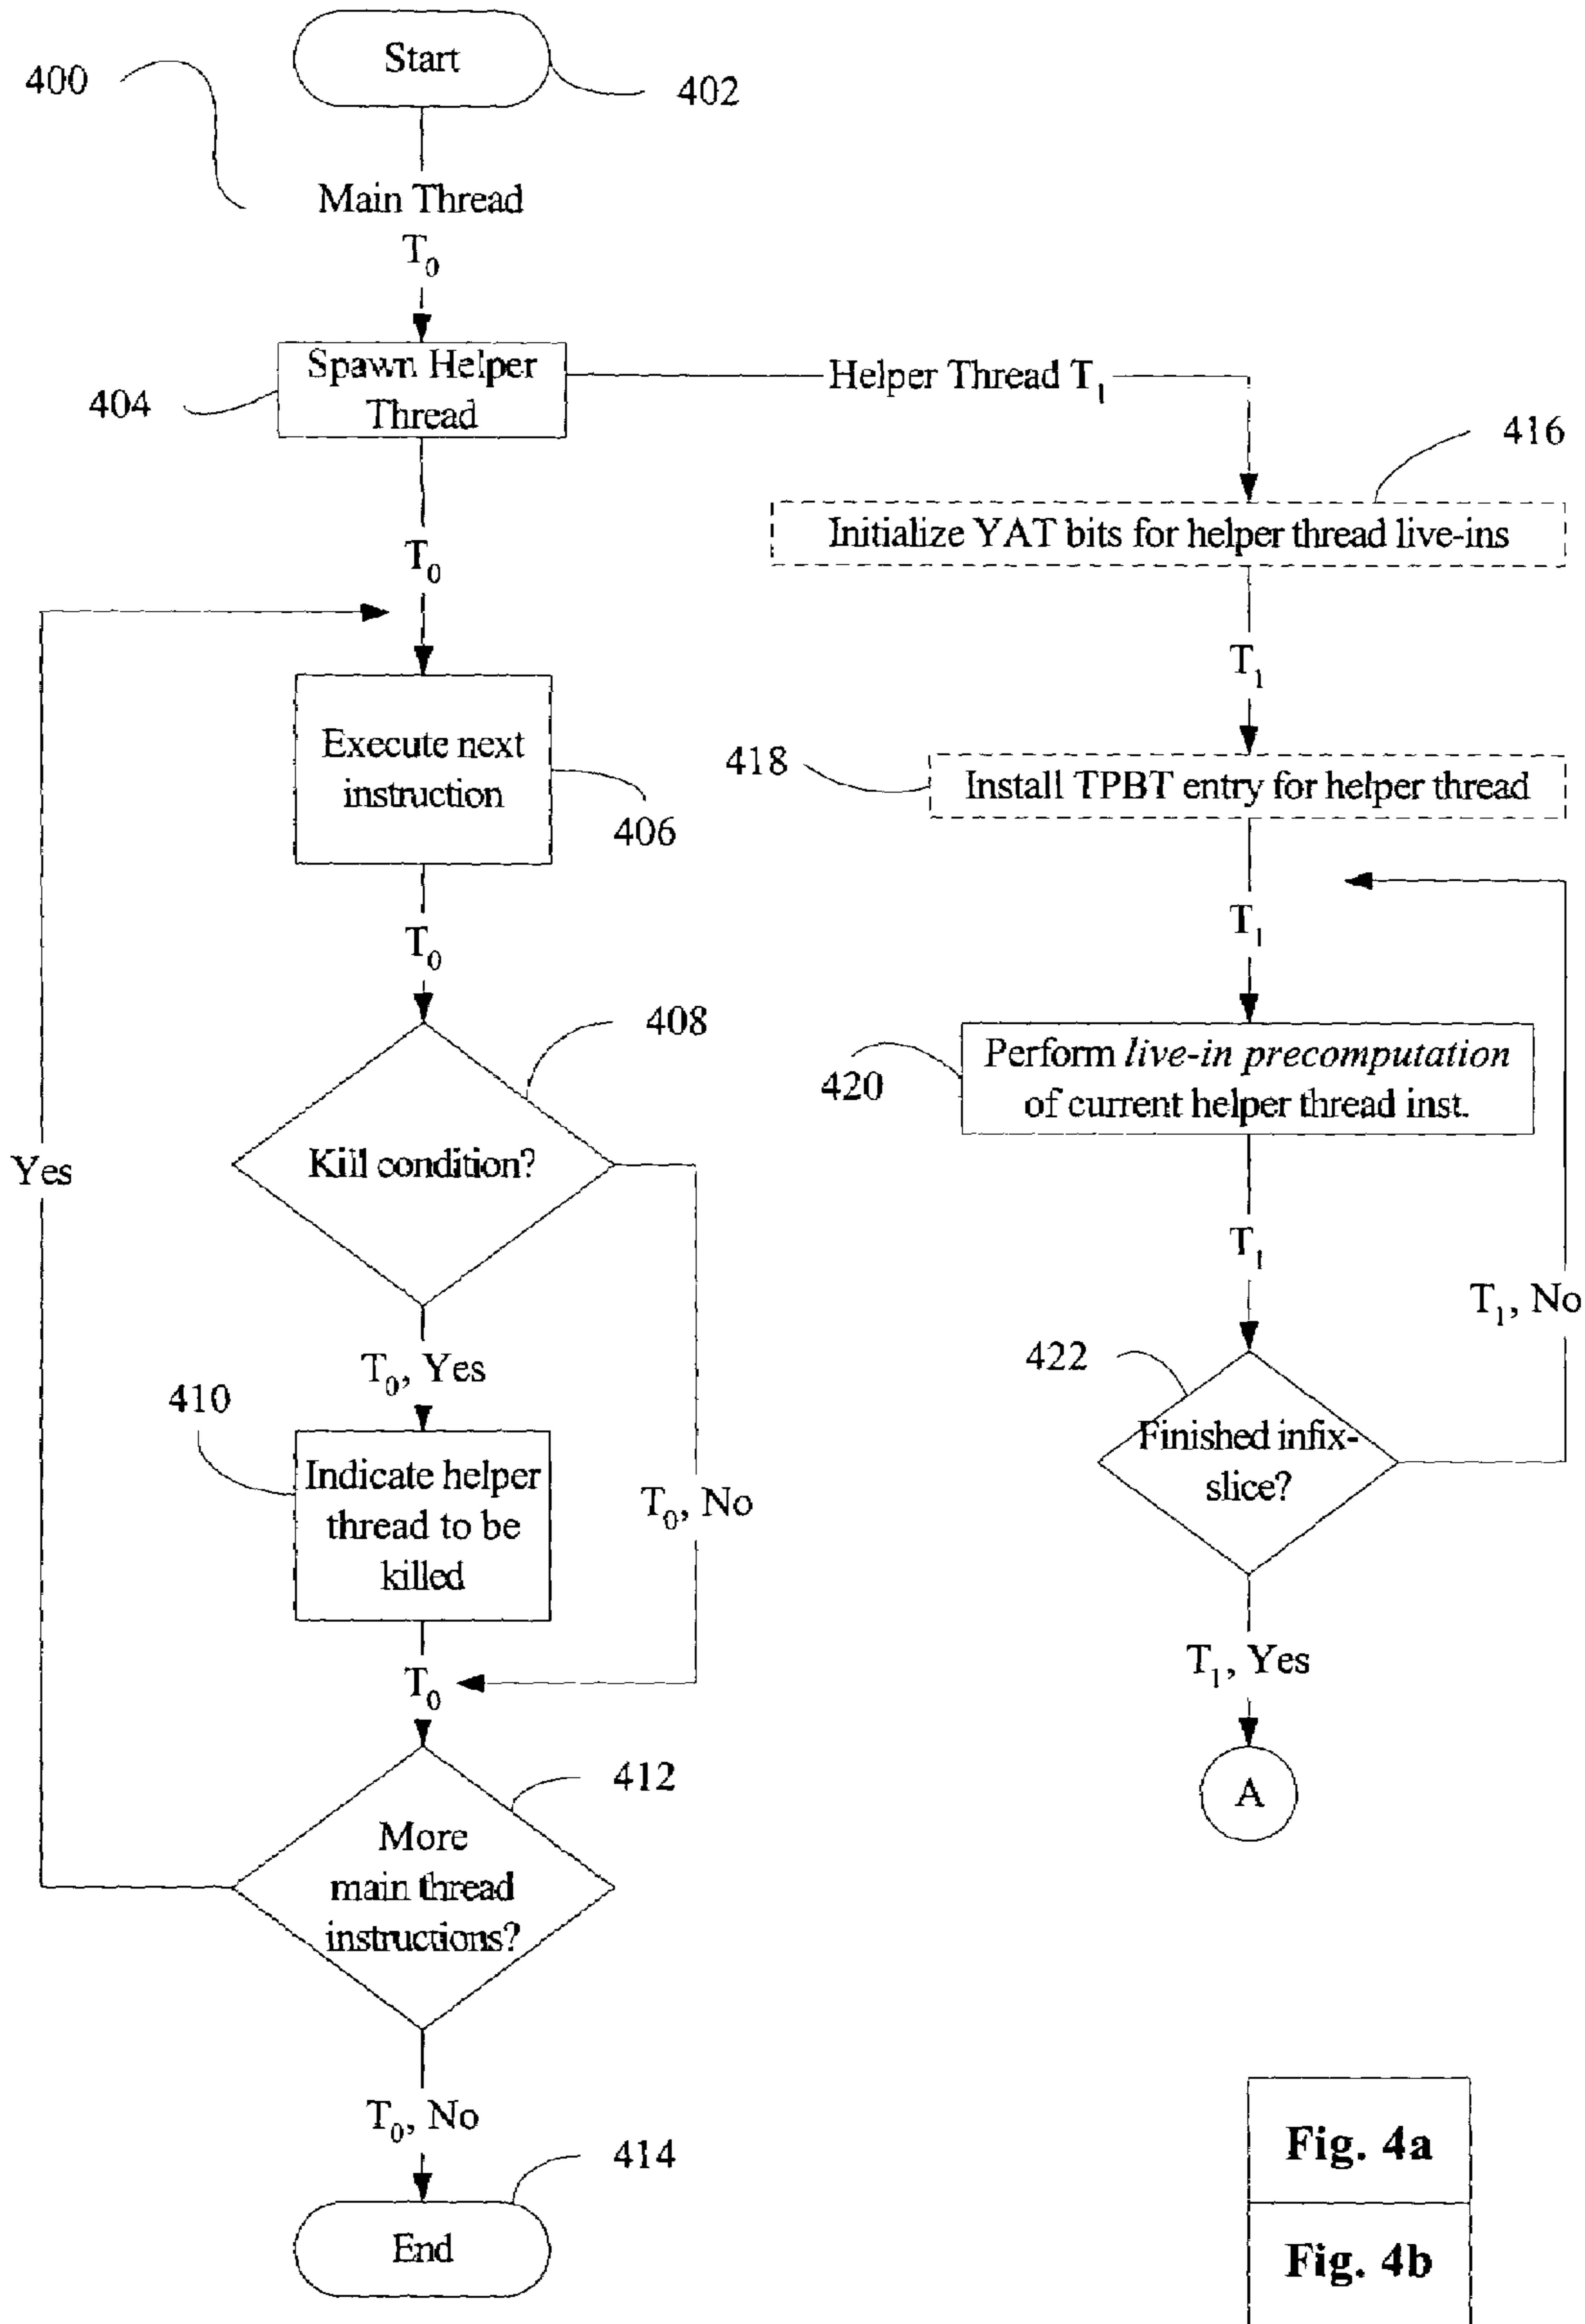 400
Start
402
Main Thread
T0
Spawn Helper
Thread
404
Helper Thread T1
416
Initialize YAT bits for helper thread live-ins
T0
T1
418
Install TPBT entry for helper thread
Execute next
instruction
406
T1
T0
408
Perform live-in precomputation
of current helper thread inst.
420
Kill condition?
Yes
T1
T1, No
T0, Yes
422
410
Finished infix-
slice?
Indicate helper
thread to be
killed
T0, No
T1, Yes
T0
412
A
More
main thread
instructions?
T0, No
414
End
Fig. 4a
Fig. 4b